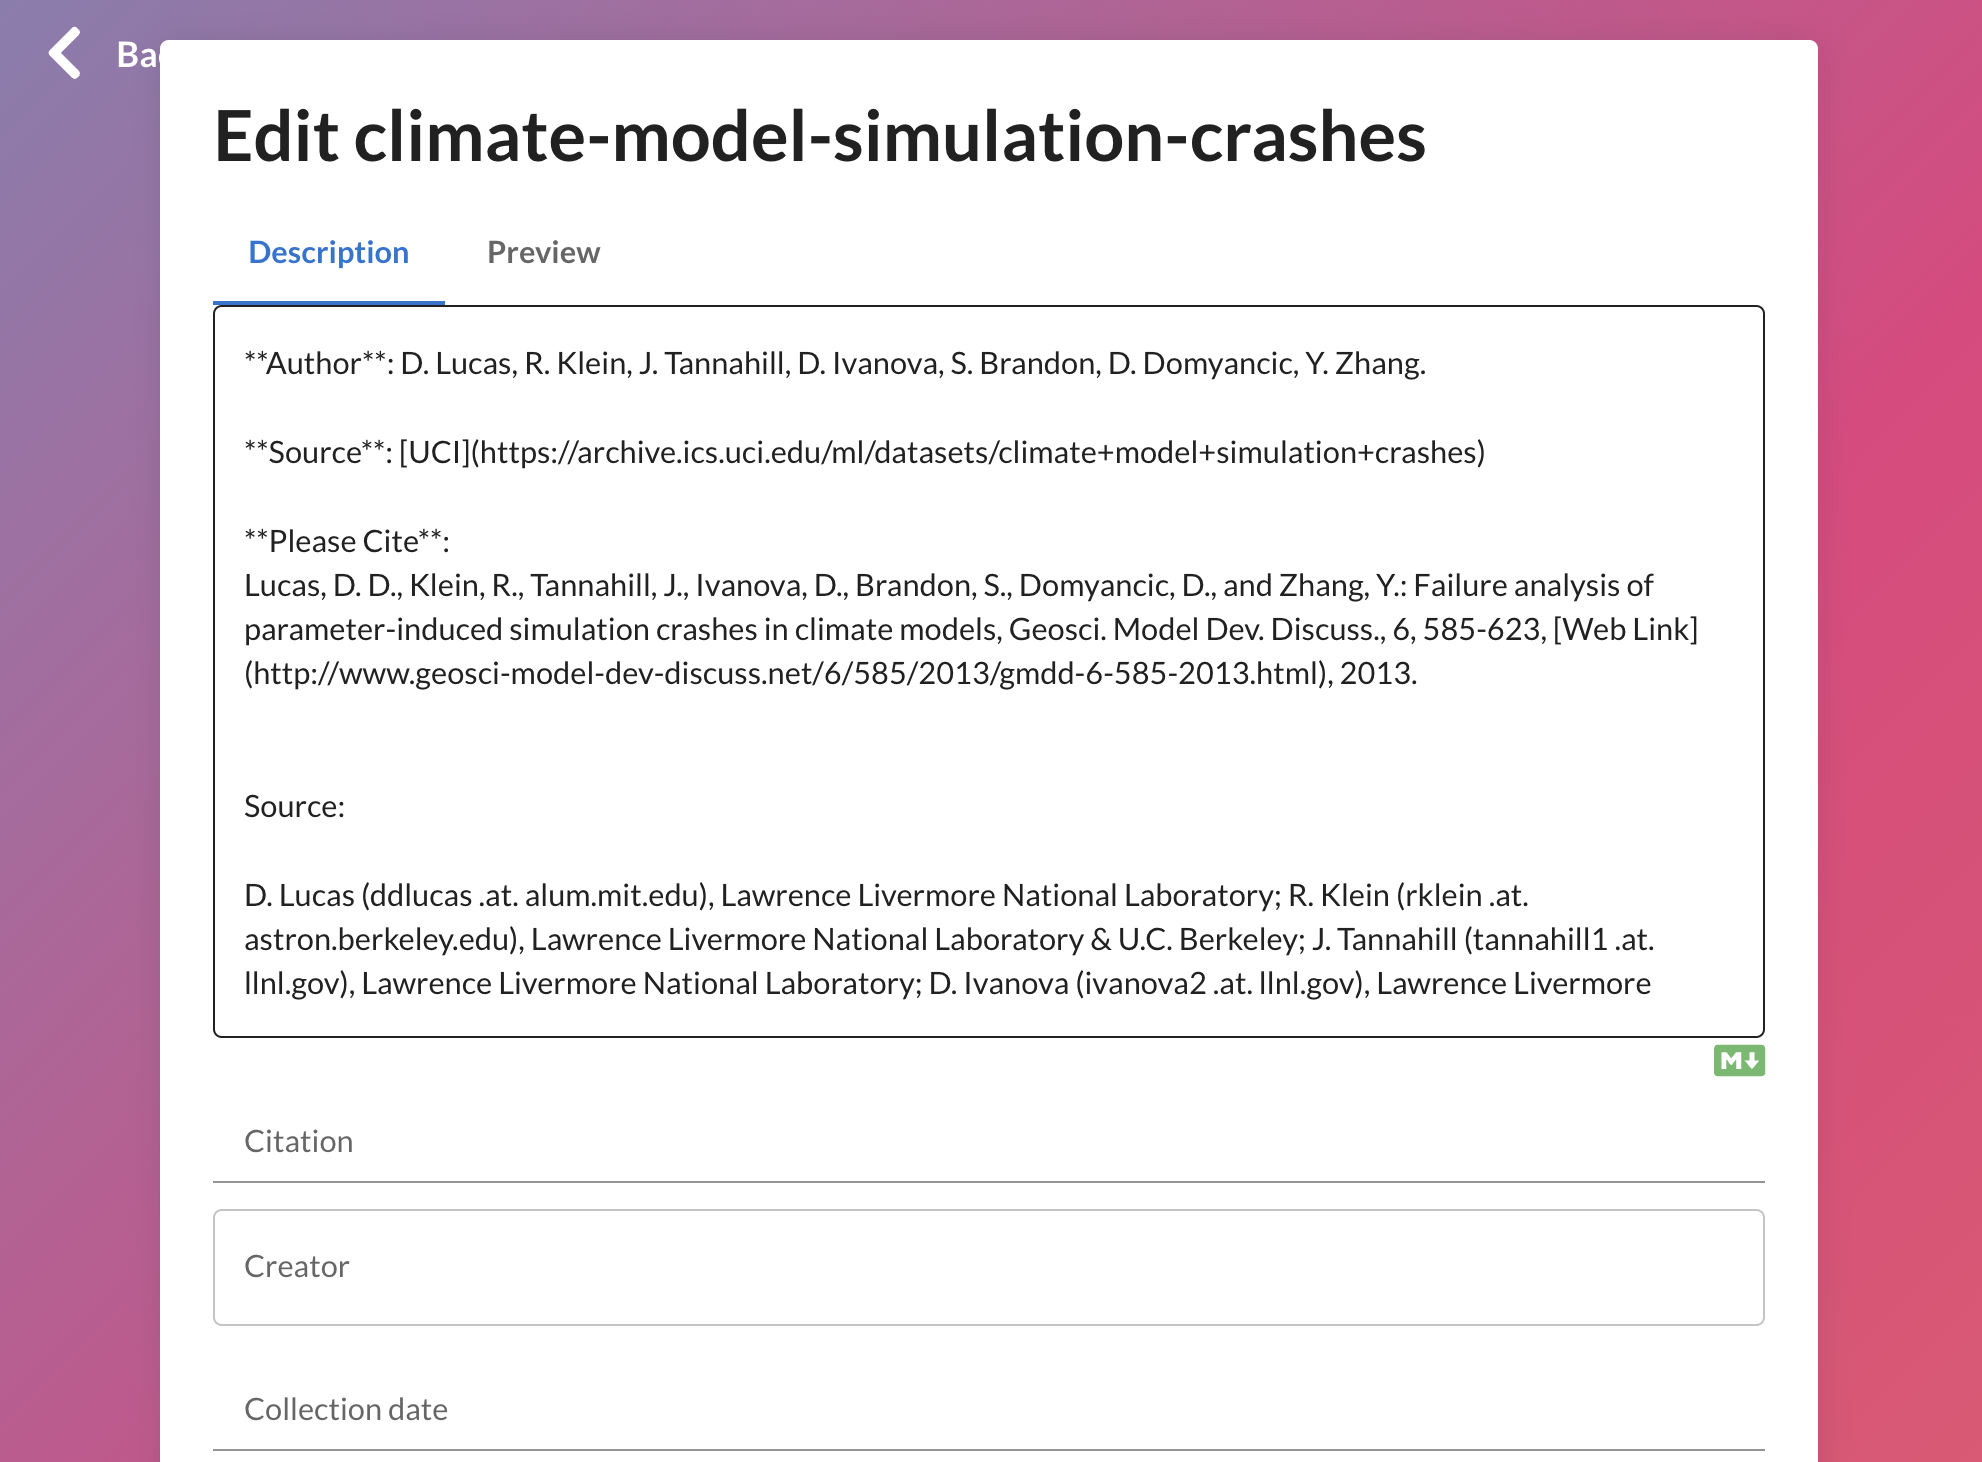 Ba
Edit climate-model-simulation-crashes
Description Preview
**Author**: D. Lucas, R. Klein, J. Tannahill, D. Ivanova, S. Brandon, D. Domyancic, Y. Zhang.
**Source**: [UCI](https://archive.ics.uci.edu/ml/datasets/climate+model+simulation+crashes)
**Please Cite**:
Lucas, D. D., Klein, R., Tannahill, J., Ivanova, D., Brandon, S., Domyancic, D., and Zhang, Y.: Failure analysis of
parameter-induced simulation crashes in climate models, Geosci. Model Dev. Discuss., 6, 585-623, [Web Link]
(http://www.geosci-model-dev-discuss.net/6/585/2013/gmdd-6-585-2013.html), 2013.
Source:
D. Lucas (ddlucas .at. alum.mit.edu), Lawrence Livermore National Laboratory; R. Klein (rklein .at.
astron.berkeley.edu), Lawrence Livermore National Laboratory & U.C. Berkeley; J. Tannahill (tannahill1 .at.
llnl.gov), Lawrence Livermore National Laboratory; D. Ivanova (ivanova2 .at. llnl.gov), Lawrence Livermore
M
Citation
Creator
Collection date